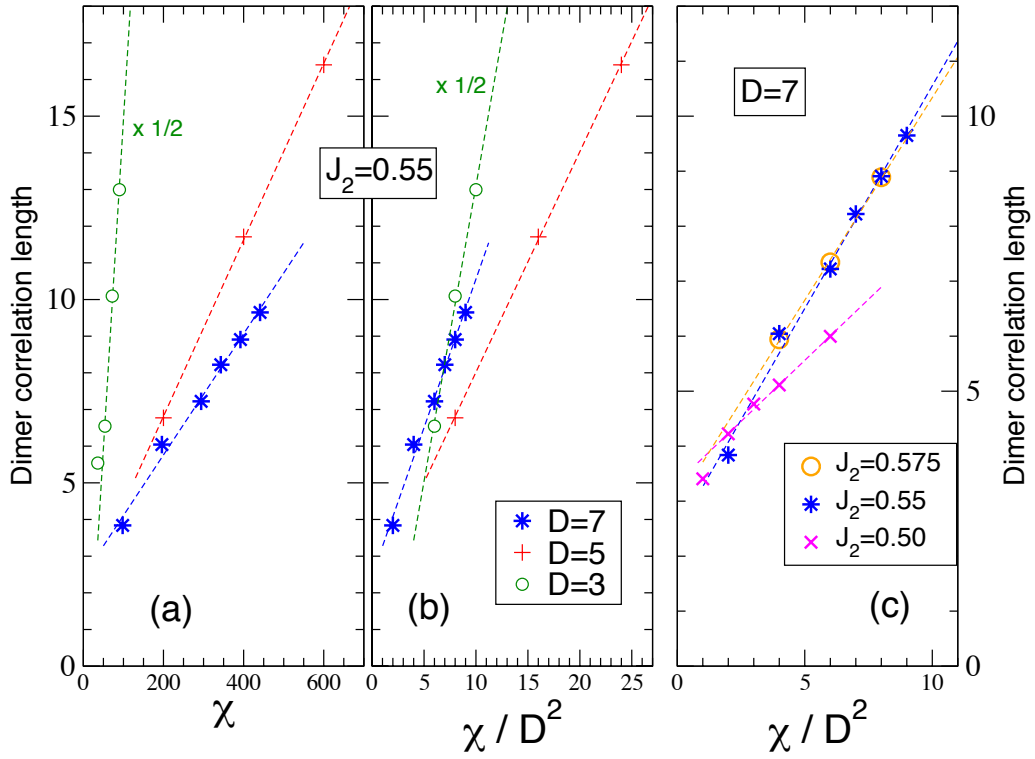 x 1/2
x 1/2
J₂=0.55
D=7
15
10
5
0
10
5
0
Dimer correlation length
Dimer correlation length
D=7
D=5
D=3
J₂=0.575
J₂=0.55
J₂=0.50
(a)
(b)
(c)
0 200 400 600
0 5 10 15 20 25
0 5 10
χ
χ / D²
χ / D²